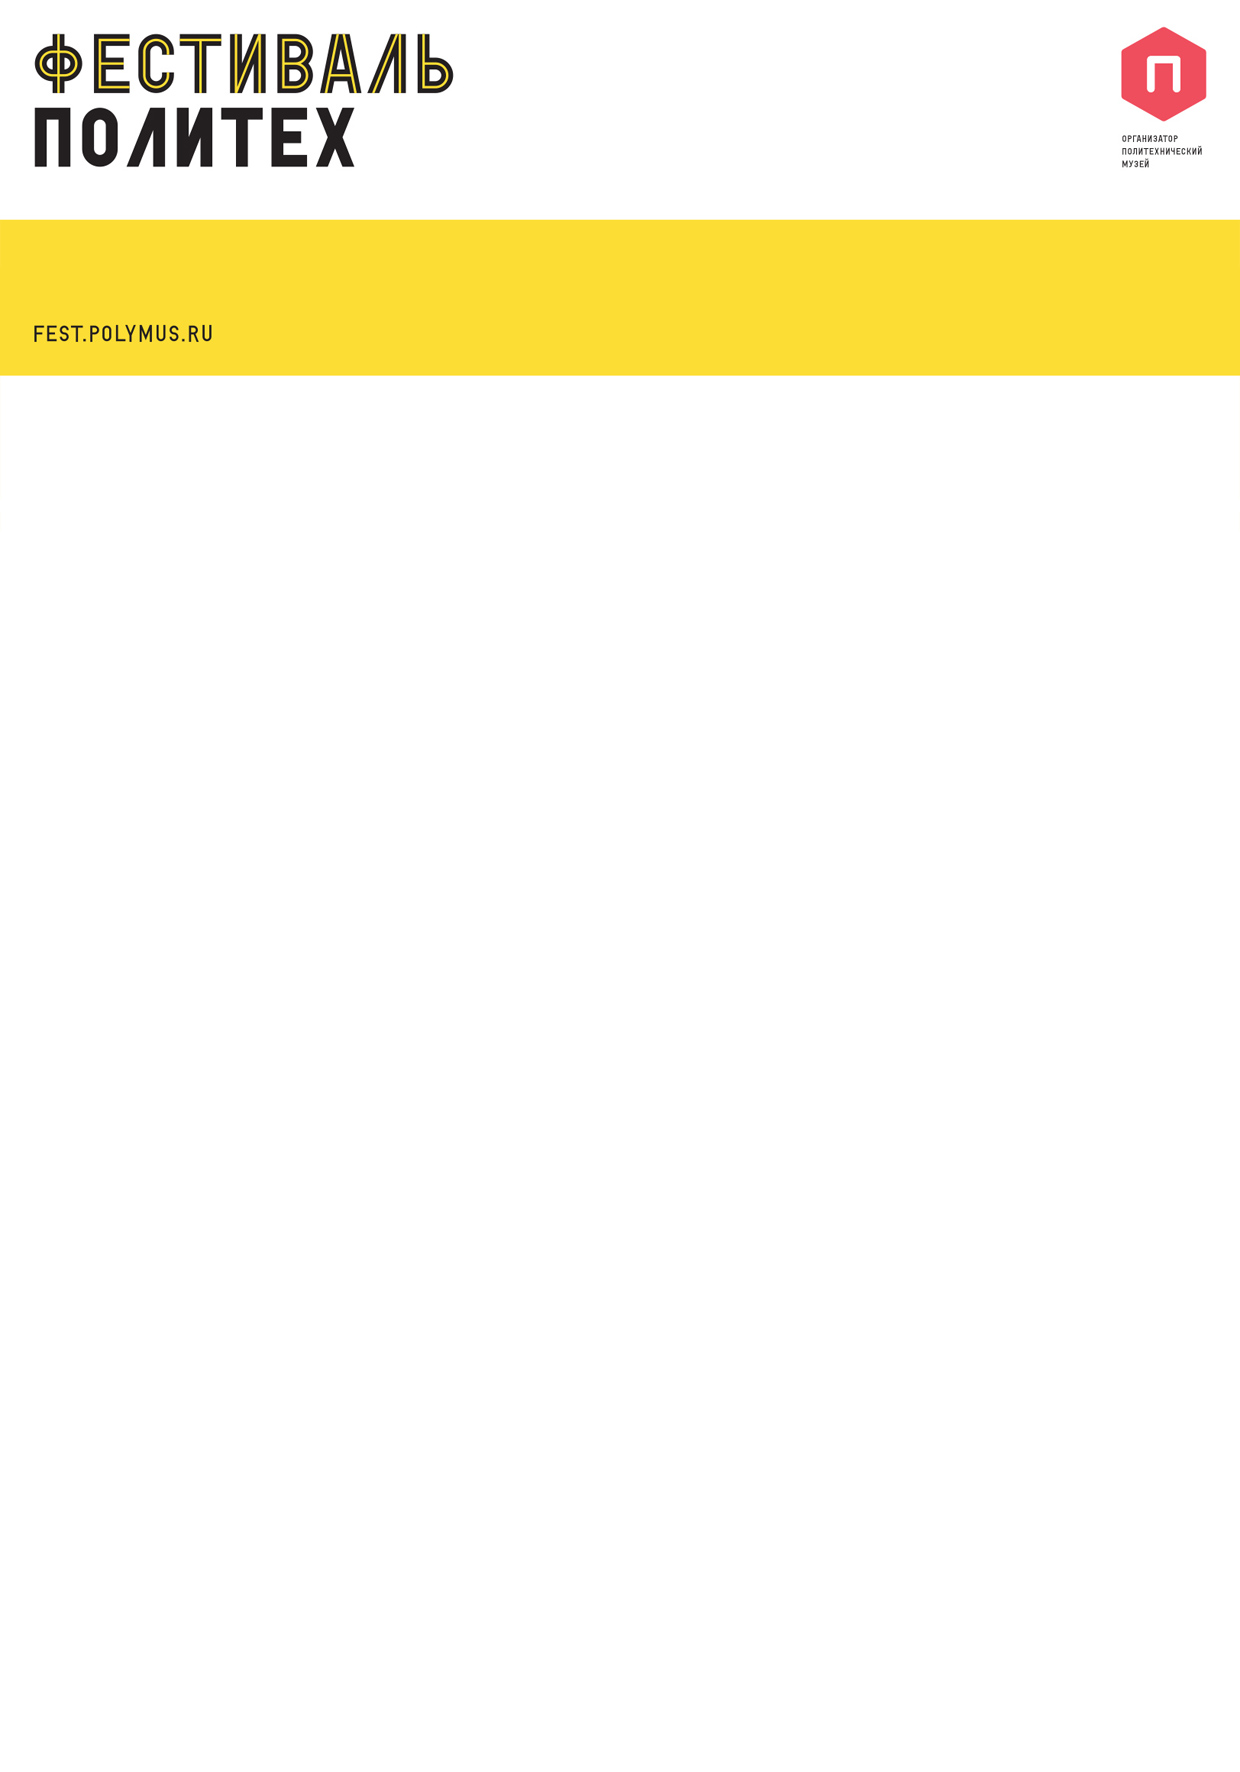 ФЕСТИВАЛЬ
ПОЛИТЕХ
ОРГАНИЗАТОР
ПОЛИТЕХНИЧЕСКИЙ
МУЗЕЙ
FEST.POLYMUS.RU